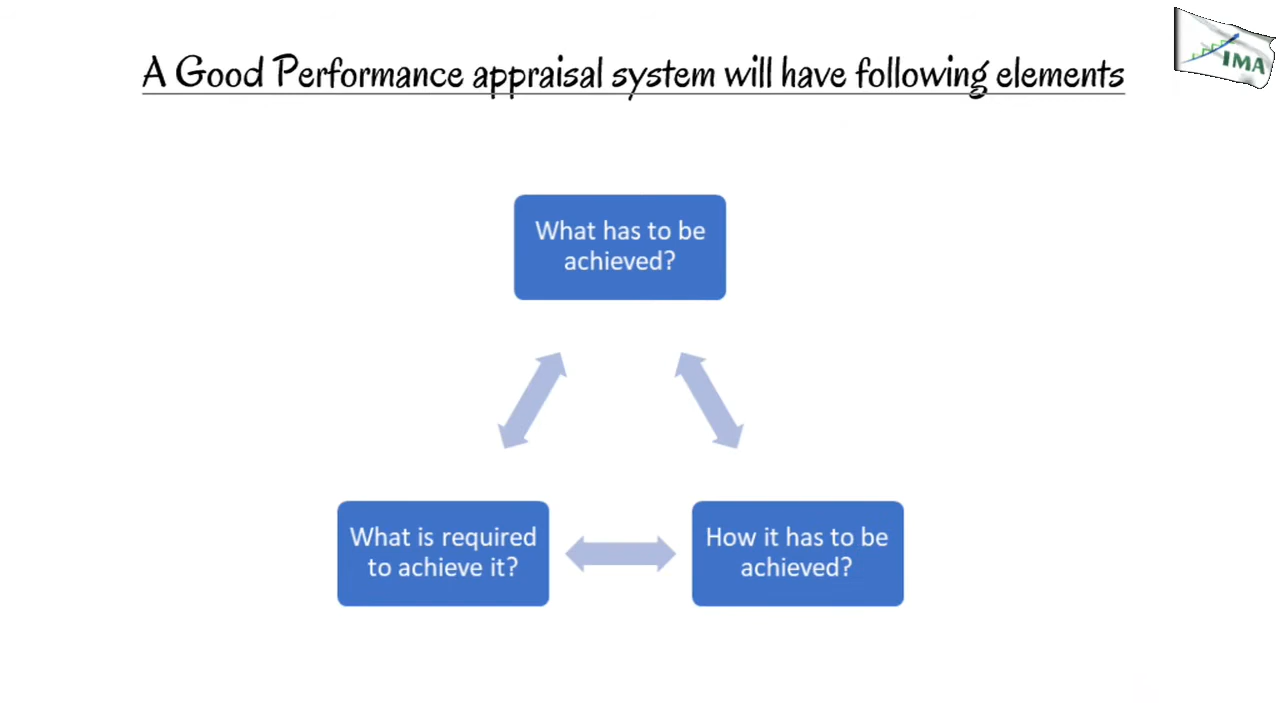 A Good Performance appraisal system will have following elements
IMA
What has to be
achieved?
What is required
to achieve it?
How it has to be
achieved?